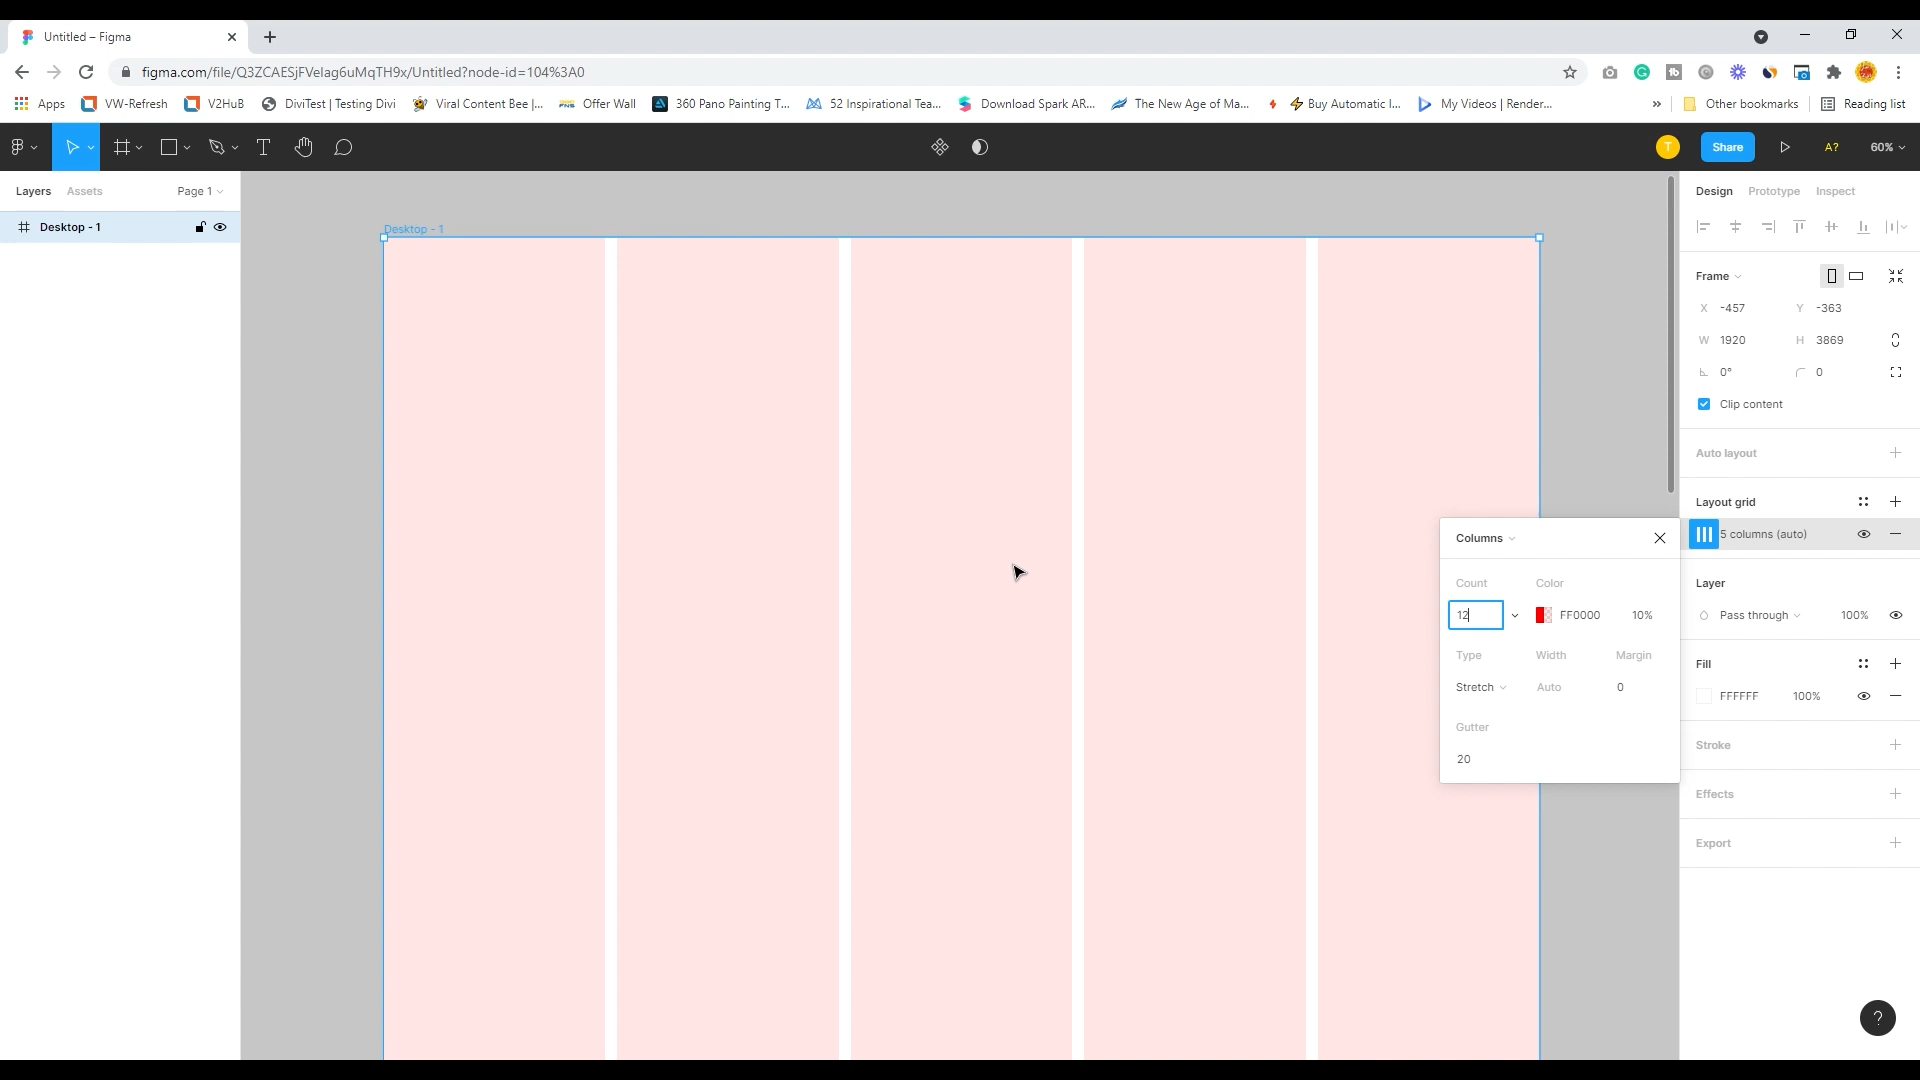 Untitled – Figma
figma.com/file/Q3ZCAESjFVelag6uMqTH9x/Untitled?node-id=104%3A0
Apps VW-Refresh V2HuB DiviTest | Testing Divi Viral Content Bee |... Offer Wall 360 Pano Painting T... 52 Inspirational Tea... Download Spark AR... The New Age of Ma... Buy Automatic I... My Videos | Render... » Other bookmarks Reading list
T Share A? 60%
Layers Assets Page 1
Desktop - 1
Desktop - 1
Design Prototype Inspect
Frame
X -457 Y -363
W 1920 H 3869
0° 0
Clip content
Auto layout
Layout grid
5 columns (auto)
Columns
Count Color
12 FF0000 10%
Type Width Margin
Stretch Auto 0
Gutter
20
Layer
Pass through 100%
Fill
FFFFFF 100%
Stroke
Effects
Export
?